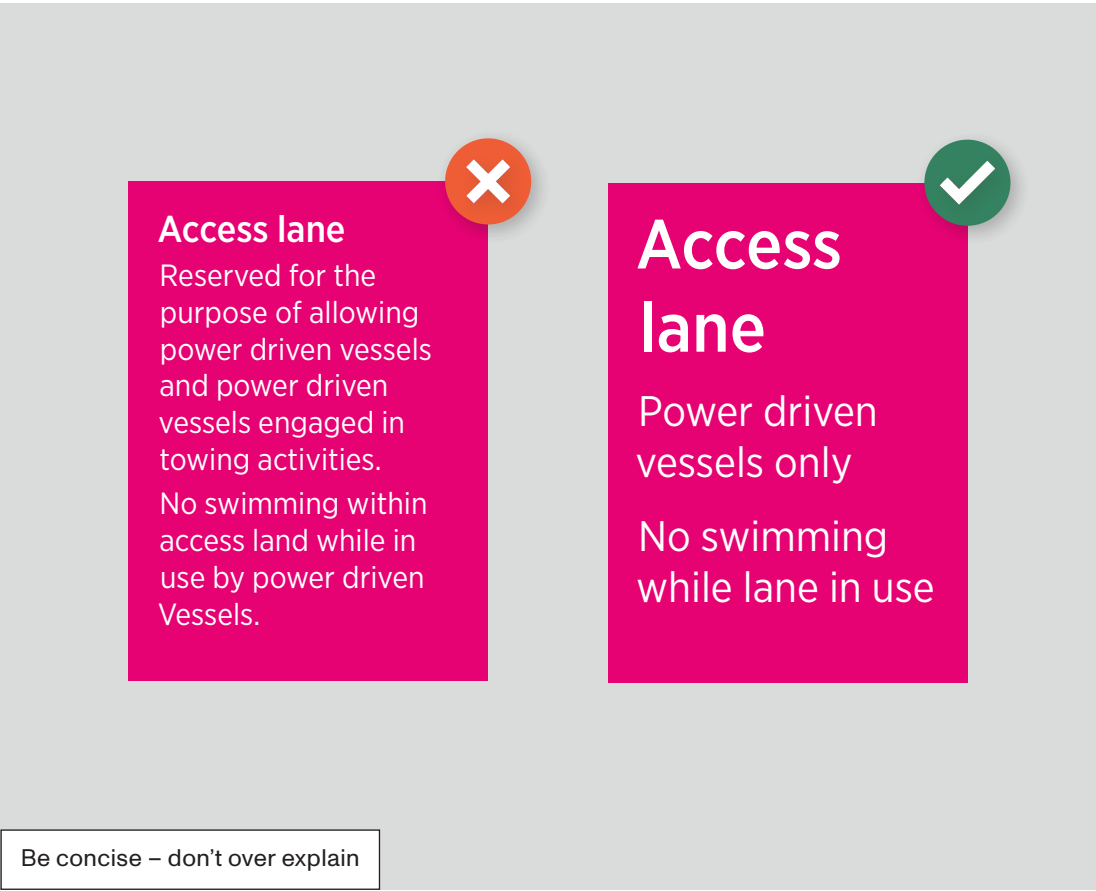 Access lane
Reserved for the
purpose of allowing
power driven vessels
and power driven
vessels engaged in
towing activities.
No swimming within
access land while in
use by power driven
Vessels.
Access
lane
Power driven
vessels only
No swimming
while lane in use
Be concise – don’t over explain